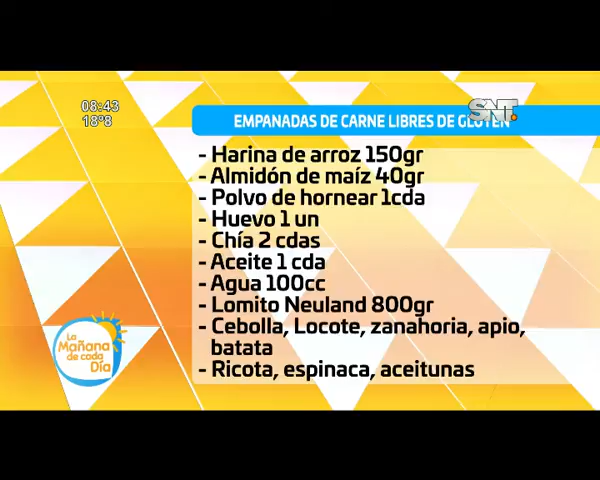 08:43
18º8
SNT.
EMPANADAS DE CARNE LIBRES DE GLUTEN
- Harina de arroz 150gr
- Almidón de maíz 40gr
- Polvo de hornear 1cda
- Huevo 1 un
- Chía 2 cdas
- Aceite 1 cda
- Agua 100cc
- Lomito Neuland 800gr
- Cebolla, Locote, zanahoria, apio,
batata
- Ricota, espinaca, aceitunas
La
Mañana
de cada
Día